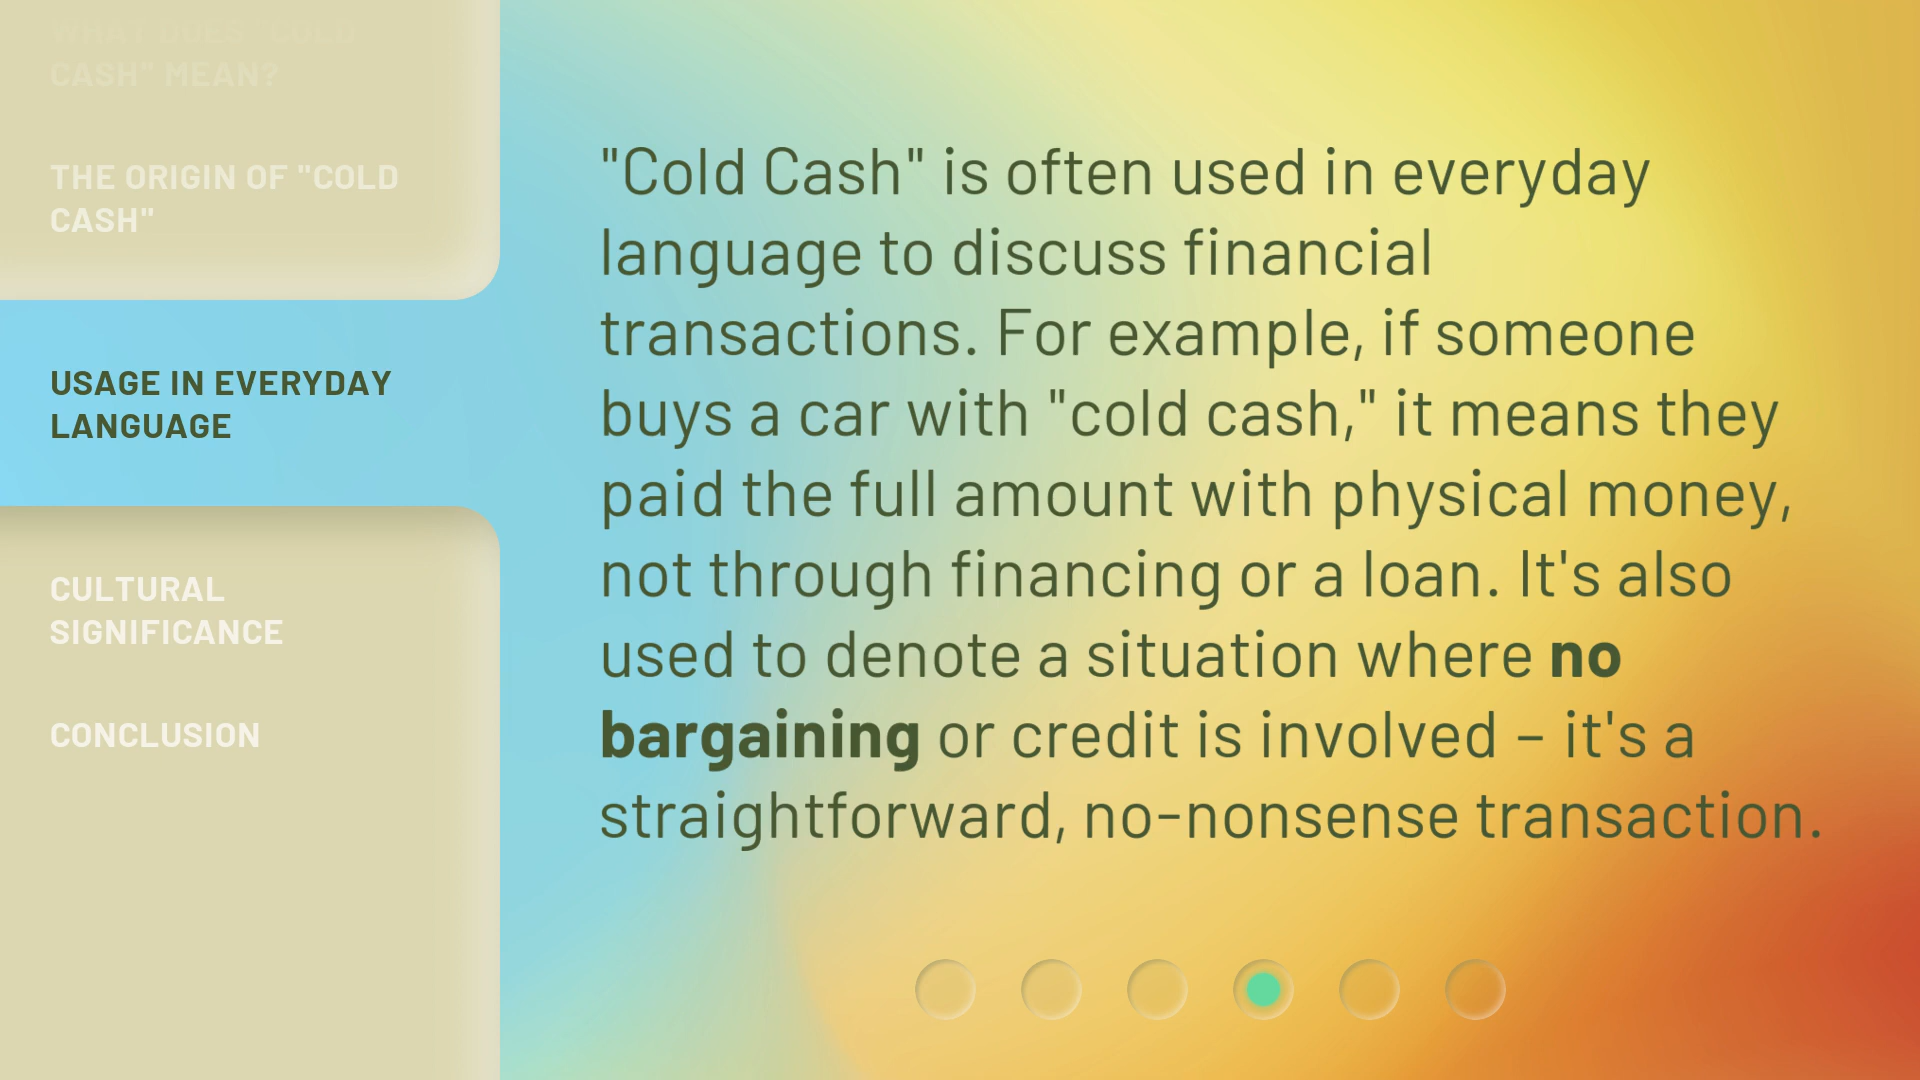 WHAT DOES "COLD
CASH" MEAN?
THE ORIGIN OF "COLD
CASH"
USAGE IN EVERYDAY
LANGUAGE
CULTURAL
SIGNIFICANCE
CONCLUSION
"Cold Cash" is often used in everyday
language to discuss financial
transactions. For example, if someone
buys a car with "cold cash," it means they
paid the full amount with physical money,
not through financing or a loan. It's also
used to denote a situation where no
bargaining or credit is involved – it's a
straightforward, no-nonsense transaction.